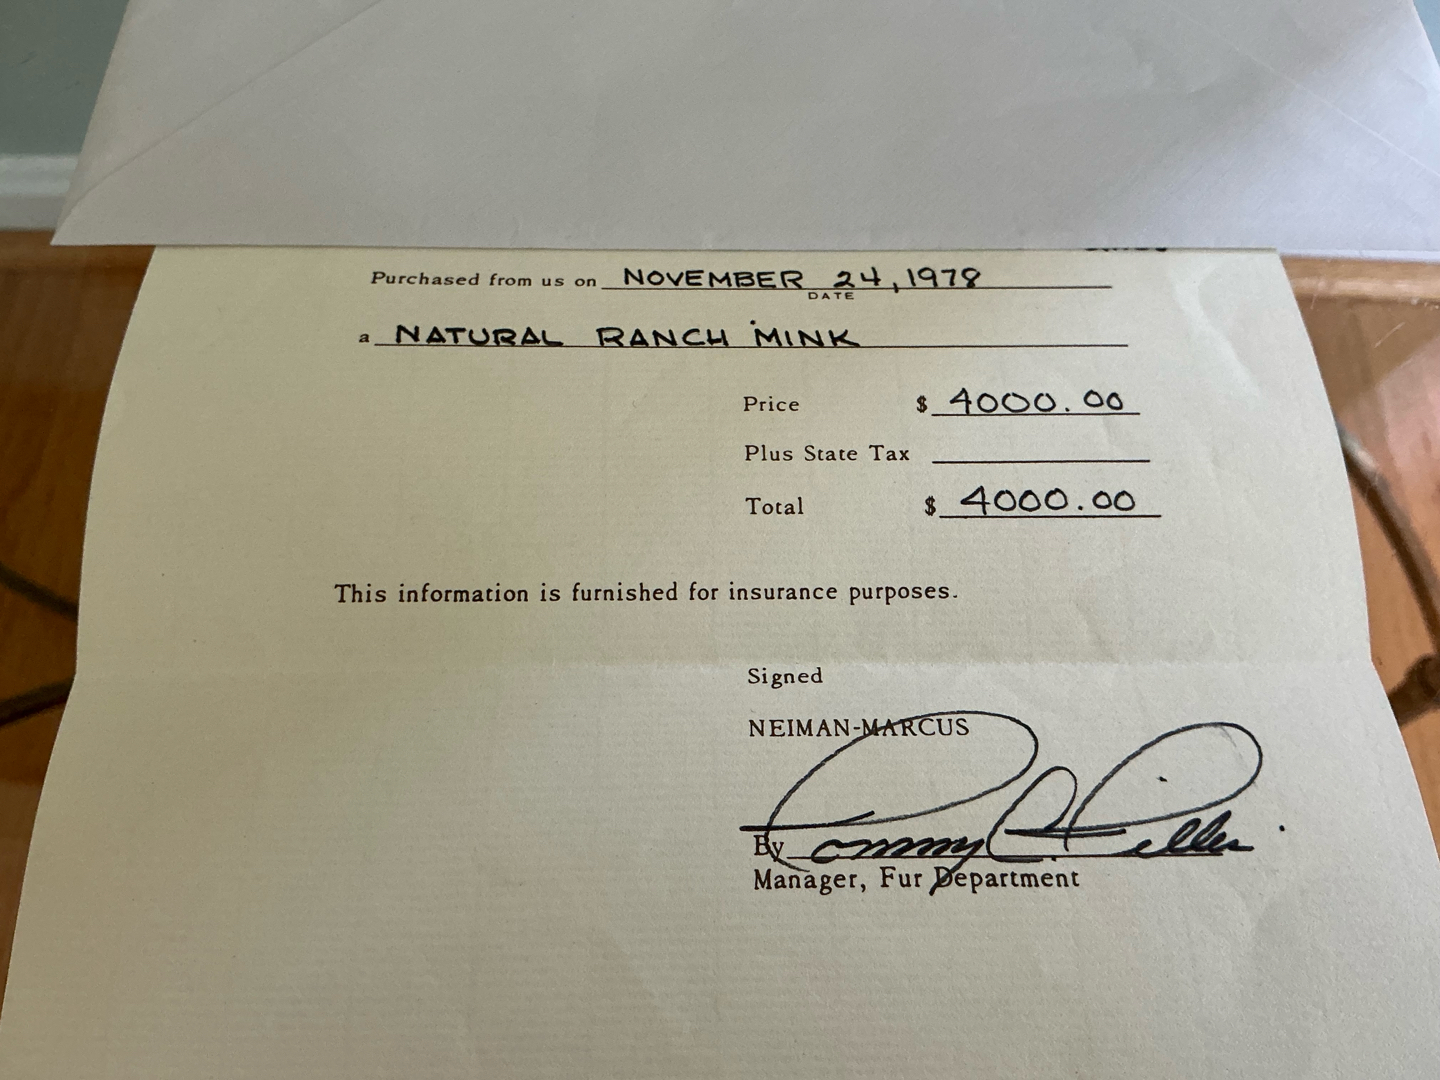 Purchased from us on NOVEMBER 24, 1978
DATE
a NATURAL RANCH MINK
Price $ 4000.00
Plus State Tax
Total $ 4000.00
This information is furnished for insurance purposes.
Signed
NEIMAN-MARCUS
By Tommy
Manager, Fur Department